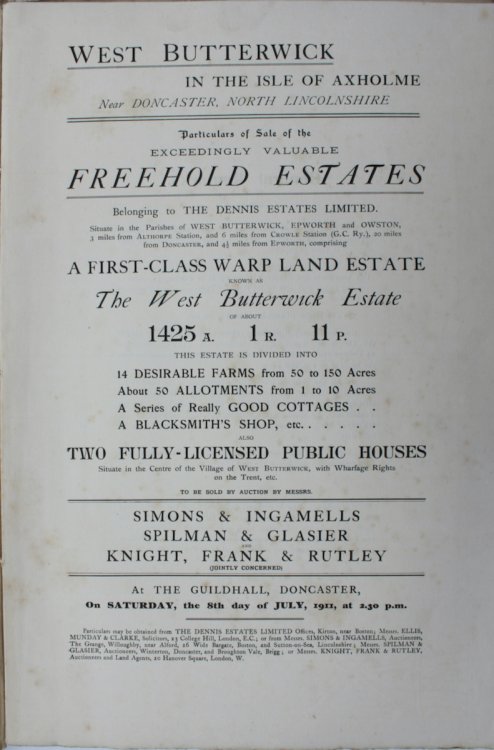 WEST BUTTERWICK
IN THE ISLE OF AXHOLME
Near DONCASTER, NORTH LINCOLNSHIRE
Particulars of Sale of the
EXCEEDINGLY VALUABLE
FREEHOLD ESTATES
Belonging to THE DENNIS ESTATES LIMITED.
Situate in the Parishes of WEST BUTTERWICK, EPWORTH and OWSTON,
3 miles from ALTHORPE Station, and 6 miles from CROWLE Station (G.C. Ry.), 20 miles
from DONCASTER, and 4½ miles from EPWORTH, comprising
A FIRST-CLASS WARP LAND ESTATE
KNOWN AS
The West Butterwick Estate
OF ABOUT
1425 A. 1 R. 11 P.
THIS ESTATE IS DIVIDED INTO
14 DESIRABLE FARMS from 50 to 150 Acres
About 50 ALLOTMENTS from 1 to 10 Acres
A Series of Really GOOD COTTAGES . .
A BLACKSMITH'S SHOP, etc. . . . . .
ALSO
TWO FULLY-LICENSED PUBLIC HOUSES
Situate in the Centre of the Village of WEST BUTTERWICK, with Wharfage Rights
on the Trent, etc.
TO BE SOLD BY AUCTION BY MESSRS.
SIMONS & INGAMELLS
SPILMAN & GLASIER
AND
KNIGHT, FRANK & RUTLEY
(JOINTLY CONCERNED)
At THE GUILDHALL, DONCASTER,
On SATURDAY, the 8th day of JULY, 1911, at 2.30 p.m.
Particulars may be obtained from THE DENNIS ESTATES LIMITED Offices, Kirton, near Boston; Messrs. ELLIS,
MUNDAY & CLARKE, Solicitors, 23 College Hill, London, E.C.; or from Messrs. SIMONS & INGAMELLS, Auctioneers,
The Grange, Willoughby, near Alford, 16 Wide Bargate, Boston, and Sutton-on-Sea, Lincolnshire; Messrs. SPILMAN &
GLASIER, Auctioneers, Winterton, Doncaster, and Broughton Vale, Brigg; or Messrs. KNIGHT, FRANK & RUTLEY,
Auctioneers and Land Agents, 20 Hanover Square, London, W.